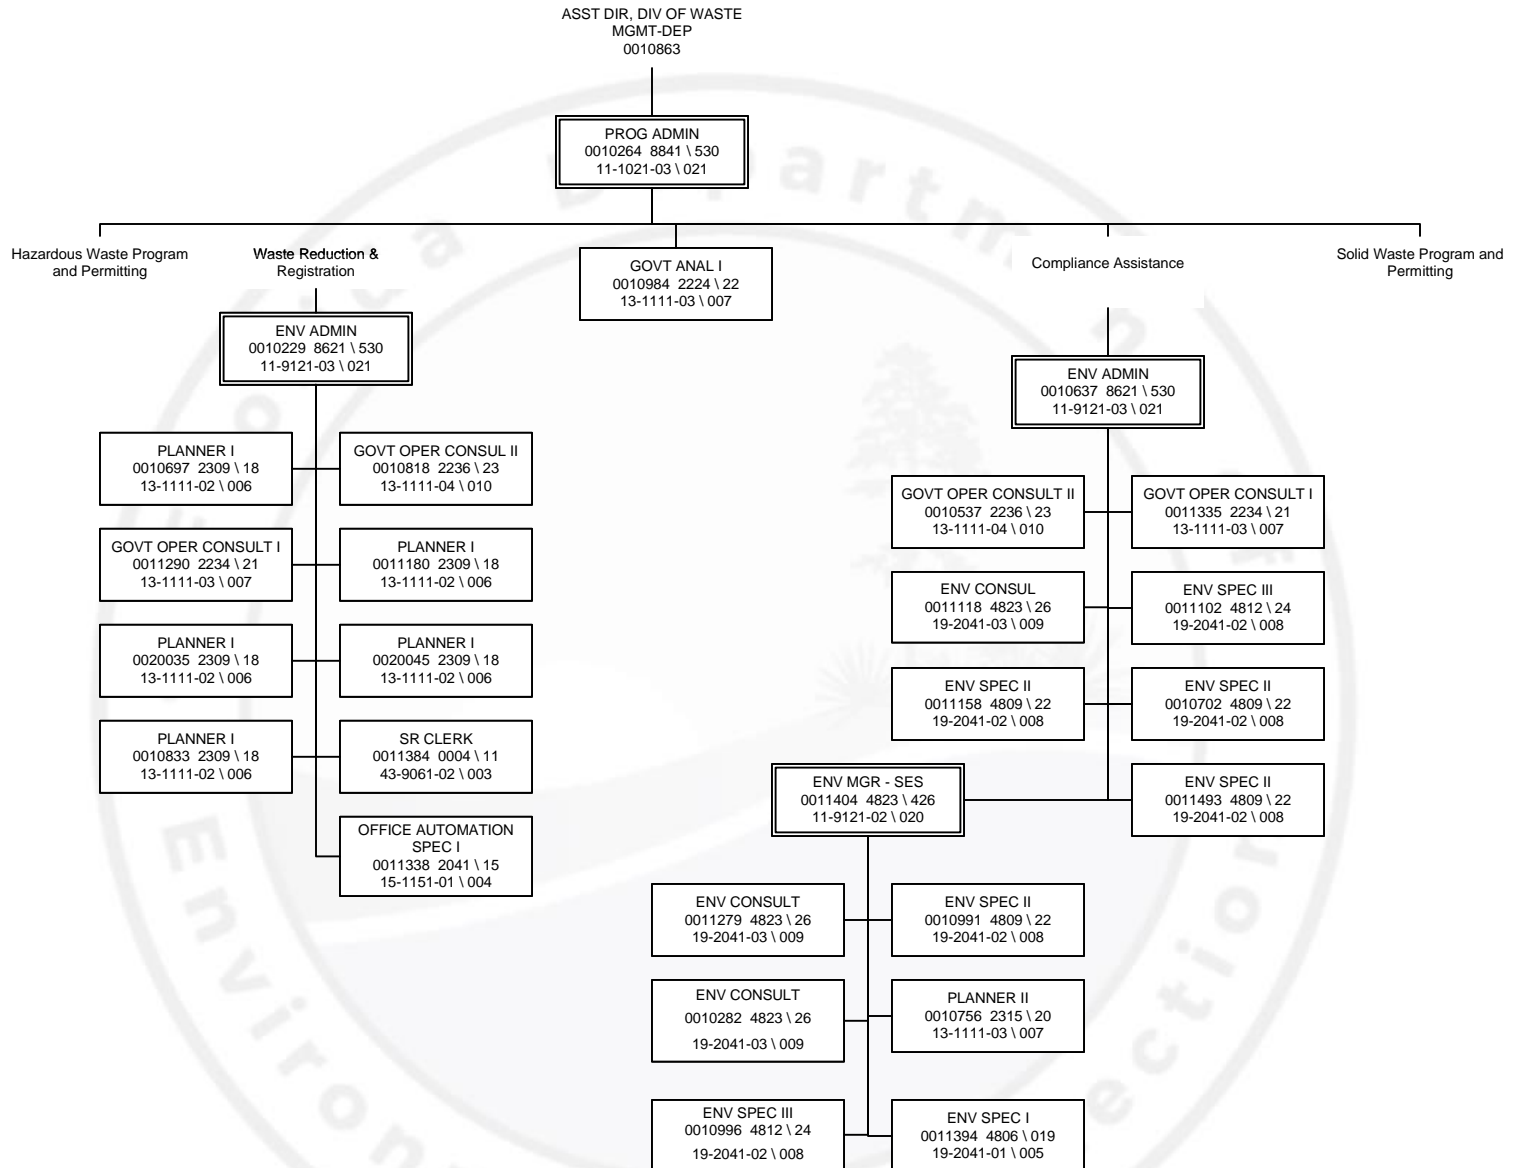 ASST DIR, DIV OF WASTE
MGMT-DEP
0010863
PROG ADMIN
0010264 8841 \ 530
11-1021-03 \ 021
Hazardous Waste Program
and Permitting
Waste Reduction &
Registration
GOVT ANAL I
0010984 2224 \ 22
13-1111-03 \ 007
Compliance Assistance
Solid Waste Program and
Permitting
ENV ADMIN
0010229 8621 \ 530
11-9121-03 \ 021
ENV ADMIN
0010637 8621 \ 530
11-9121-03 \ 021
PLANNER I
0010697 2309 \ 18
13-1111-02 \ 006
GOVT OPER CONSUL II
0010818 2236 \ 23
13-1111-04 \ 010
GOVT OPER CONSULT I
0011290 2234 \ 21
13-1111-03 \ 007
PLANNER I
0011180 2309 \ 18
13-1111-02 \ 006
PLANNER I
0020035 2309 \ 18
13-1111-02 \ 006
PLANNER I
0020045 2309 \ 18
13-1111-02 \ 006
PLANNER I
0010833 2309 \ 18
13-1111-02 \ 006
SR CLERK
0011384 0004 \ 11
43-9061-02 \ 003
OFFICE AUTOMATION
SPEC I
0011338 2041 \ 15
15-1151-01 \ 004
GOVT OPER CONSULT II
0010537 2236 \ 23
13-1111-04 \ 010
GOVT OPER CONSULT I
0011335 2234 \ 21
13-1111-03 \ 007
ENV CONSUL
0011118 4823 \ 26
19-2041-03 \ 009
ENV SPEC III
0011102 4812 \ 24
19-2041-02 \ 008
ENV SPEC II
0011158 4809 \ 22
19-2041-02 \ 008
ENV SPEC II
0010702 4809 \ 22
19-2041-02 \ 008
ENV MGR - SES
0011404 4823 \ 426
11-9121-02 \ 020
ENV SPEC II
0011493 4809 \ 22
19-2041-02 \ 008
ENV CONSULT
0011279 4823 \ 26
19-2041-03 \ 009
ENV SPEC II
0010991 4809 \ 22
19-2041-02 \ 008
ENV CONSULT
0010282 4823 \ 26
19-2041-03 \ 009
PLANNER II
0010756 2315 \ 20
13-1111-03 \ 007
ENV SPEC III
0010996 4812 \ 24
19-2041-02 \ 008
ENV SPEC I
0011394 4806 \ 019
19-2041-01 \ 005